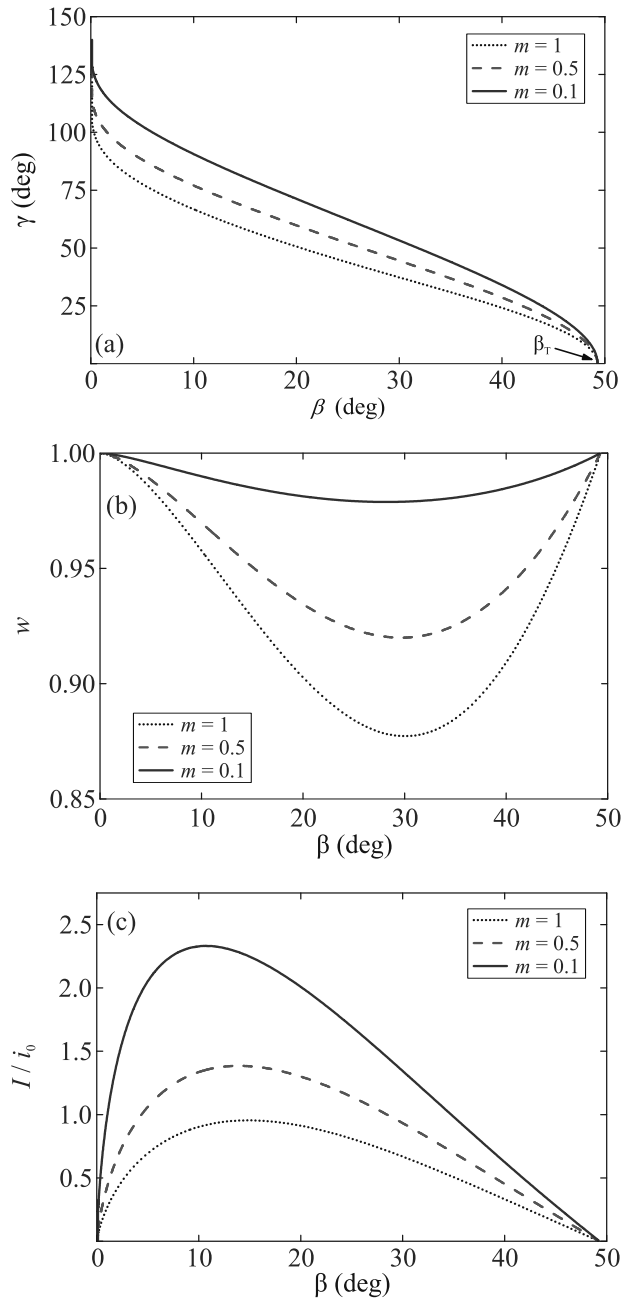 150
125
100
75
50
25
γ (deg)
m = 1
m = 0.5
m = 0.1
(a)
β_T
0 10 20 30 40 50
β (deg)
1.00
0.95
0.90
0.85
w
(b)
m = 1
m = 0.5
m = 0.1
0 10 20 30 40 50
β (deg)
2.5
2.0
1.5
1.0
0.5
I / i₀
(c)
m = 1
m = 0.5
m = 0.1
0 10 20 30 40 50
β (deg)